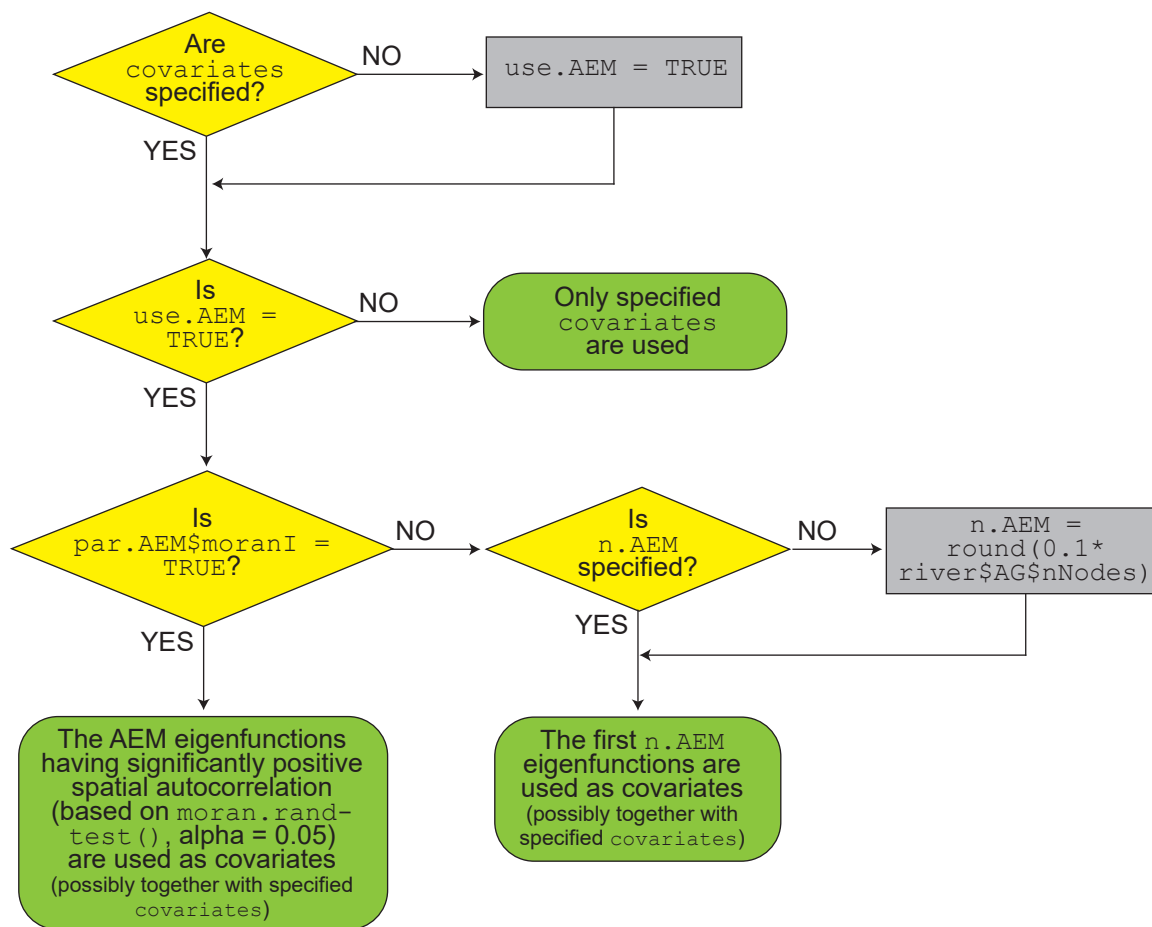 Are
covariates
specified?
NO
use.AEM = TRUE
YES
Is
use.AEM =
TRUE?
NO
Only specified
covariates
are used
YES
Is
par.AEM$moranI =
TRUE?
NO
Is
n.AEM
specified?
NO
n.AEM =
round(0.1*
river$AG$nNodes)
YES
YES
The AEM eigenfunctions
having significantly positive
spatial autocorrelation
(based on moran.rand-
test(), alpha = 0.05)
are used as covariates
(possibly together with specified
covariates)
The first n.AEM
eigenfunctions are
used as covariates
(possibly together with
specified covariates)